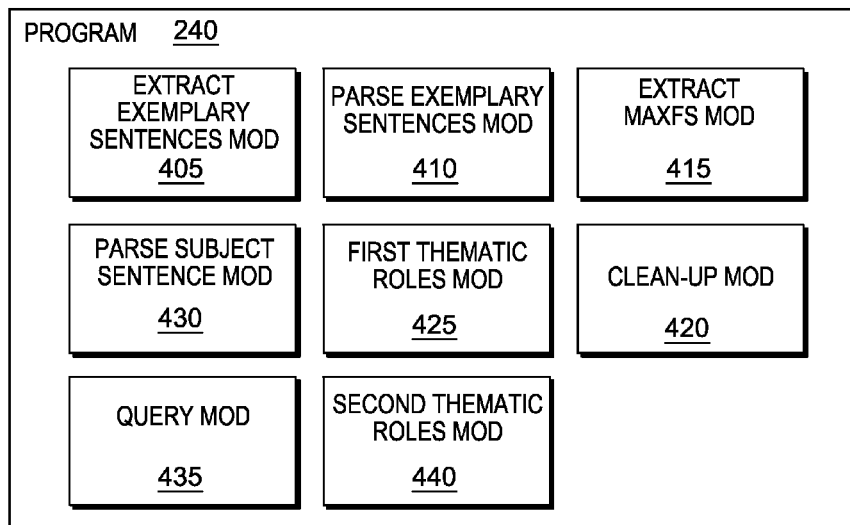 PROGRAM 240
EXTRACT
EXEMPLARY
SENTENCES MOD
405
PARSE EXEMPLARY
SENTENCES MOD
410
EXTRACT
MAXFS MOD
415
PARSE SUBJECT
SENTENCE MOD
430
FIRST THEMATIC
ROLES MOD
425
CLEAN-UP MOD
420
QUERY MOD
435
SECOND THEMATIC
ROLES MOD
440